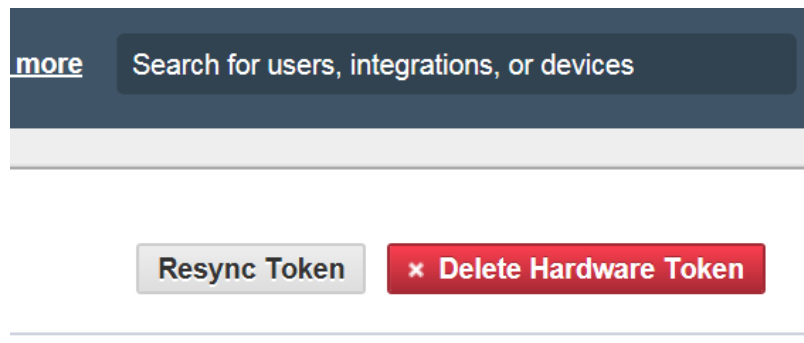 more
Search for users, integrations, or devices
Resync Token
× Delete Hardware Token